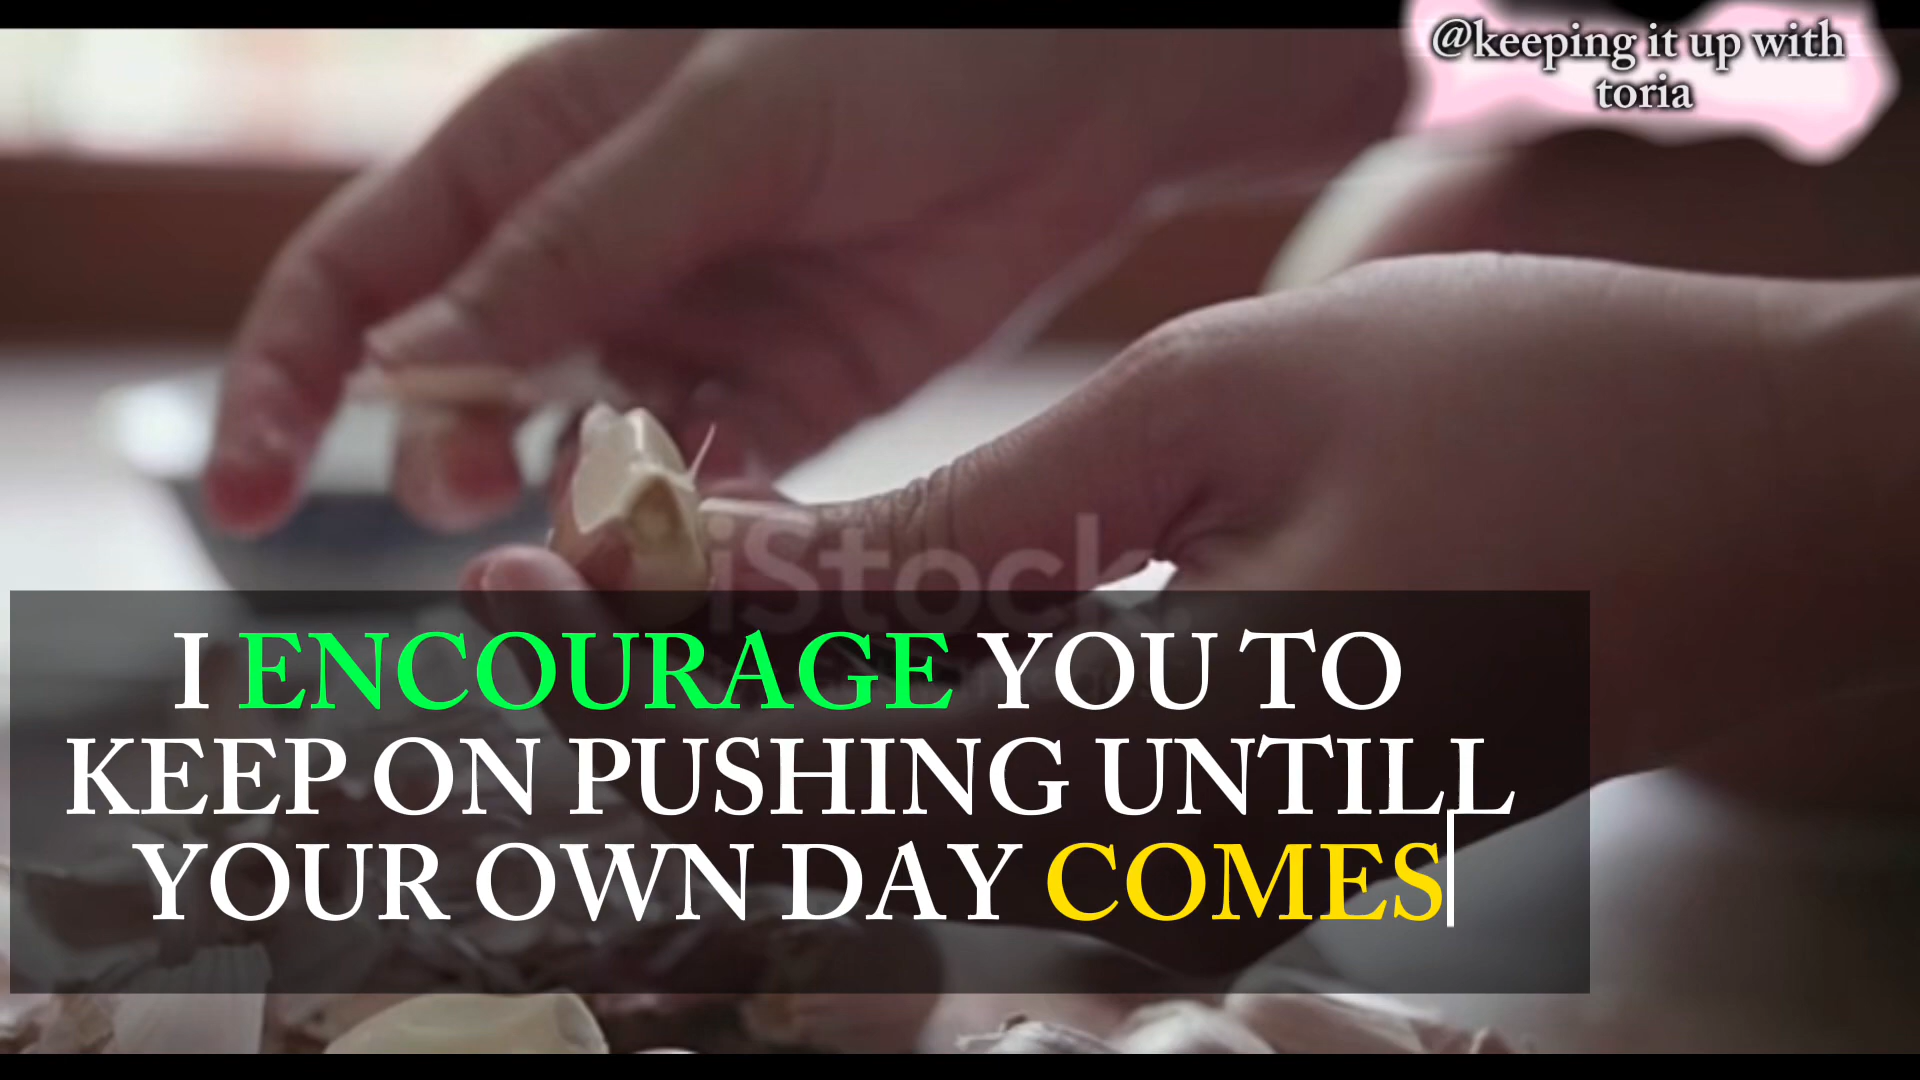 @keeping it up with
toria
iStock.
I ENCOURAGE YOU TO
KEEP ON PUSHING UNTILL
YOUR OWN DAY COMES